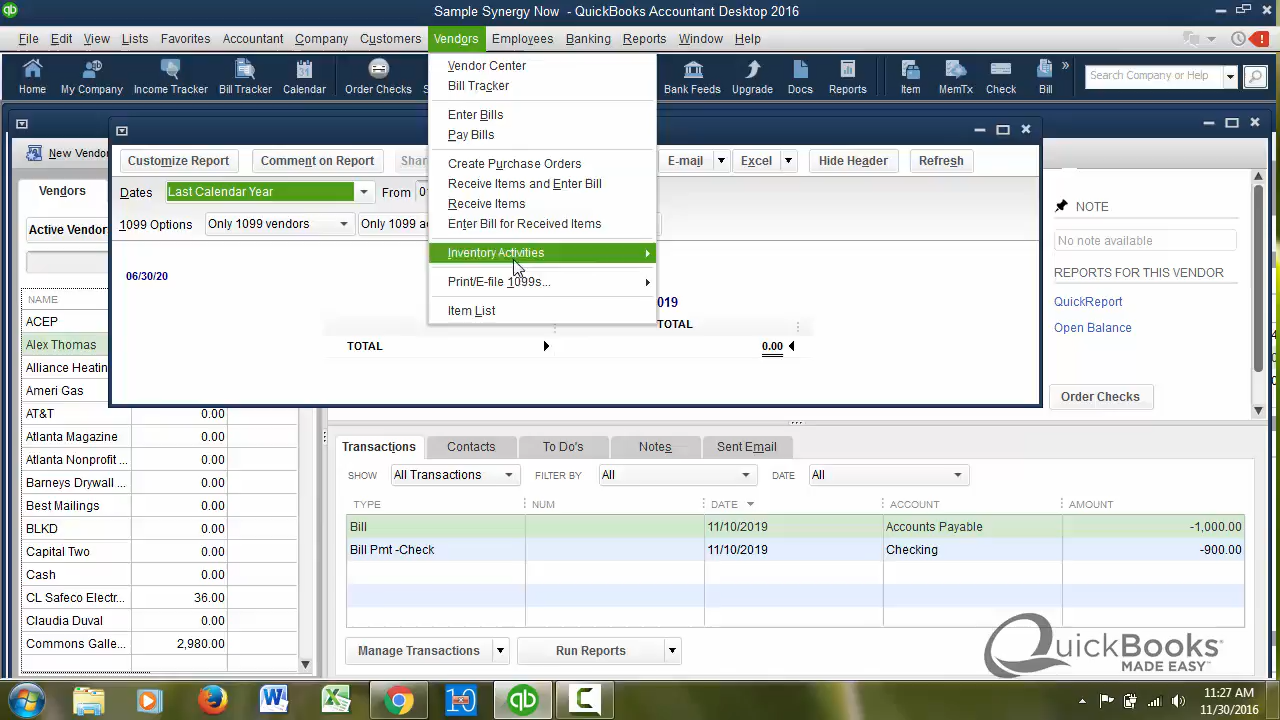 Sample Synergy Now - QuickBooks Accountant Desktop 2016
File Edit View Lists Favorites Accountant Company Customers Vendors Employees Banking Reports Window Help
Home My Company Income Tracker Bill Tracker Calendar Order Checks Bank Feeds Upgrade Docs Reports Item MemTx Check Bill
Search Company or Help
Vendor Center
Bill Tracker
Enter Bills
Pay Bills
Create Purchase Orders
Receive Items and Enter Bill
Receive Items
Enter Bill for Received Items
Inventory Activities
Print/E-file 1099s...
Item List
New Vendor
Customize Report Comment on Report Shar E-mail Excel Hide Header Refresh
Vendors
Dates Last Calendar Year From 0
1099 Options Only 1099 vendors Only 1099 a
Active Vendor
06/30/20
019
TOTAL
TOTAL 0.00
NOTE
No note available
REPORTS FOR THIS VENDOR
QuickReport
Open Balance
Order Checks
NAME
ACEP
Alex Thomas
Alliance Heatin
Ameri Gas
AT&T 0.00
Atlanta Magazine 0.00
Atlanta Nonprofit ... 0.00
Barneys Drywall ... 0.00
Best Mailings 0.00
BLKD 0.00
Capital Two 0.00
Cash 0.00
CL Safeco Electr... 36.00
Claudia Duval 0.00
Commons Galle... 2,980.00
Transactions Contacts To Do's Notes Sent Email
SHOW All Transactions FILTER BY All DATE All
TYPE NUM DATE ACCOUNT AMOUNT
Bill 11/10/2019 Accounts Payable -1,000.00
Bill Pmt -Check 11/10/2019 Checking -900.00
Manage Transactions Run Reports
QuickBooks
MADE EASY™
11:27 AM
11/30/2016